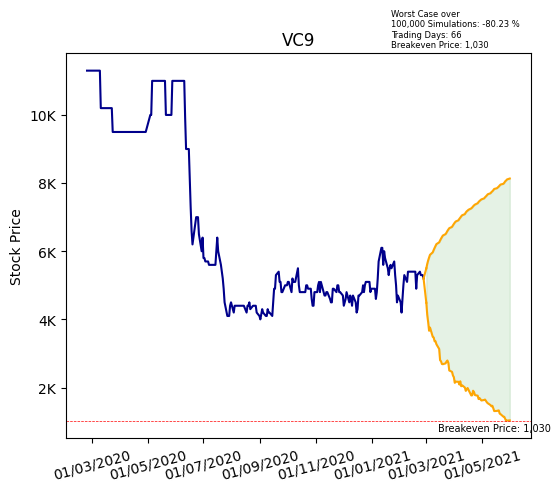 Worst Case over
100,000 Simulations: -80.23 %
Trading Days: 66
Breakeven Price: 1,030
VC9
Stock Price
10K
8K
6K
4K
2K
Breakeven Price: 1,030
01/03/2020
01/05/2020
01/07/2020
01/09/2020
01/11/2020
01/01/2021
01/03/2021
01/05/2021